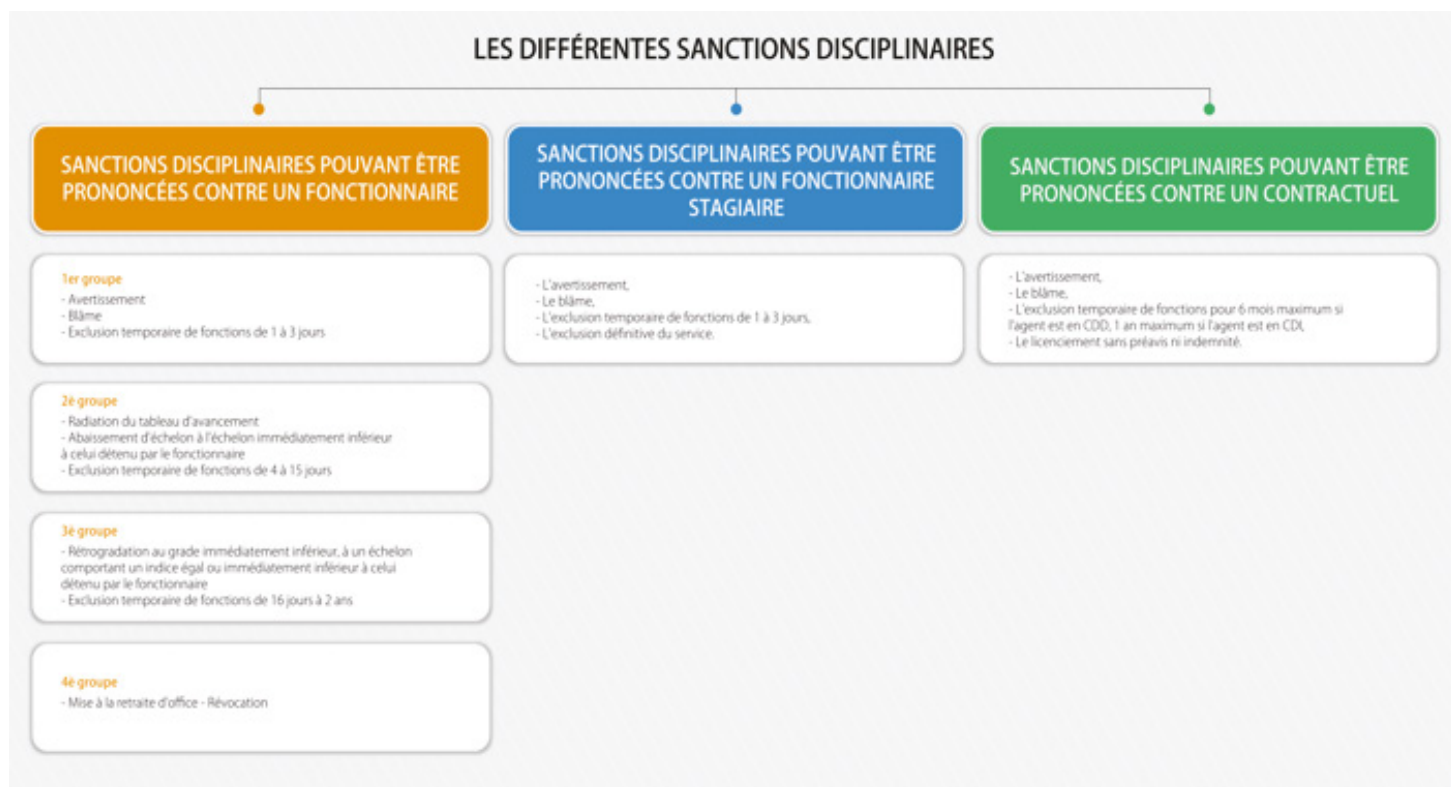 LES DIFFÉRENTES SANCTIONS DISCIPLINAIRES
SANCTIONS DISCIPLINAIRES POUVANT ÊTRE
PRONONCÉES CONTRE UN FONCTIONNAIRE
1er groupe
- Avertissement
- Blâme
- Exclusion temporaire de fonctions de 1 à 3 jours
2è groupe
- Radiation du tableau d'avancement
- Abaissement d'échelon à l'échelon immédiatement inférieur
à celui détenu par le fonctionnaire
- Exclusion temporaire de fonctions de 4 à 15 jours
3è groupe
- Rétrogradation au grade immédiatement inférieur, à un échelon
comportant un indice égal ou immédiatement inférieur à celui
détenu par le fonctionnaire
- Exclusion temporaire de fonctions de 16 jours à 2 ans
4è groupe
- Mise à la retraite d'office - Révocation
SANCTIONS DISCIPLINAIRES POUVANT ÊTRE
PRONONCÉES CONTRE UN FONCTIONNAIRE
STAGIAIRE
- L'avertissement,
- Le blâme,
- L'exclusion temporaire de fonctions de 1 à 3 jours,
- L'exclusion définitive du service.
SANCTIONS DISCIPLINAIRES POUVANT ÊTRE
PRONONCÉES CONTRE UN CONTRACTUEL
- L'avertissement,
- Le blâme,
- L'exclusion temporaire de fonctions pour 6 mois maximum si
l'agent est en CDD, 1 an maximum si l'agent est en CDI,
- Le licenciement sans préavis ni indemnité.